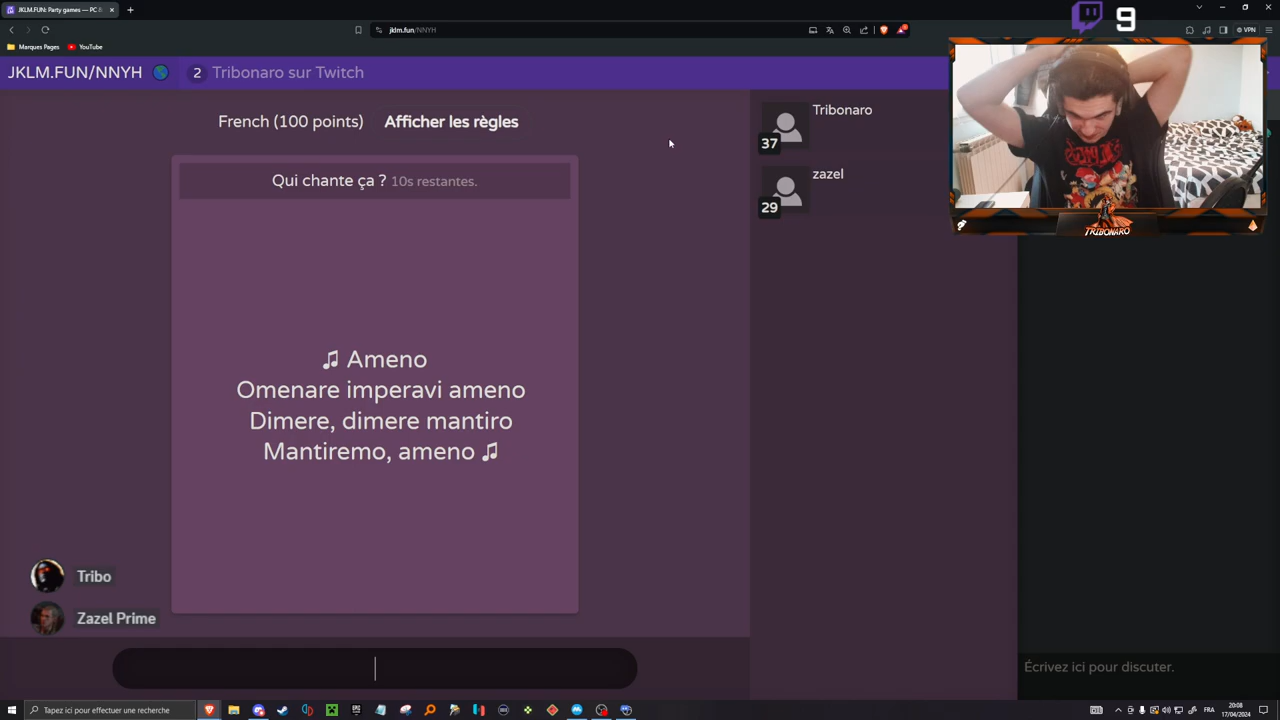 JKLM.FUN: Party games — PC &
jklm.fun/NNYH
VPN
Marques Pages
YouTube
9
JKLM.FUN/NNYH
2 Tribonaro sur Twitch
French (100 points) Afficher les règles
Qui chante ça ? 10s restantes.
♫ Ameno
Omenare imperavi ameno
Dimere, dimere mantiro
Mantiremo, ameno ♫
Tribonaro
37
zazel
29
TRIBONARO
Tribo
Zazel Prime
Écrivez ici pour discuter.
Tapez ici pour effectuer une recherche
FRA
20:08
17/04/2024